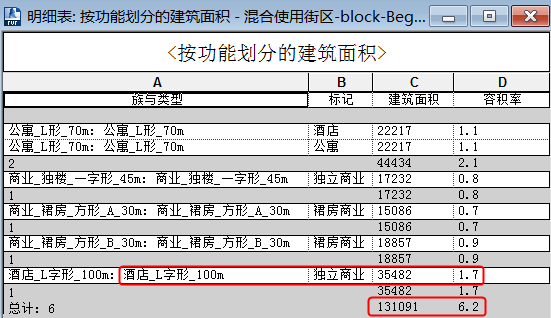 明细表: 按功能划分的建筑面积 - 混合使用街区-block-Beg...
<按功能划分的建筑面积>
A B C D
族与类型 标记 建筑面积 容积率
公寓_L形_70m: 公寓_L形_70m 酒店 22217 1.1
公寓_L形_70m: 公寓_L形_70m 公寓 22217 1.1
2 44434 2.1
商业_独楼_一字形_45m: 商业_独楼_一字形_45m 独立商业 17232 0.8
1 17232 0.8
商业_裙房_方形_A_30m: 商业_裙房_方形_A_30m 裙房商业 15086 0.7
1 15086 0.7
商业_裙房_方形_B_30m: 商业_裙房_方形_B_30m 裙房商业 18857 0.9
1 18857 0.9
酒店_L字形_100m: 酒店_L字形_100m 独立商业 35482 1.7
1 35482 1.7
总计: 6 131091 6.2